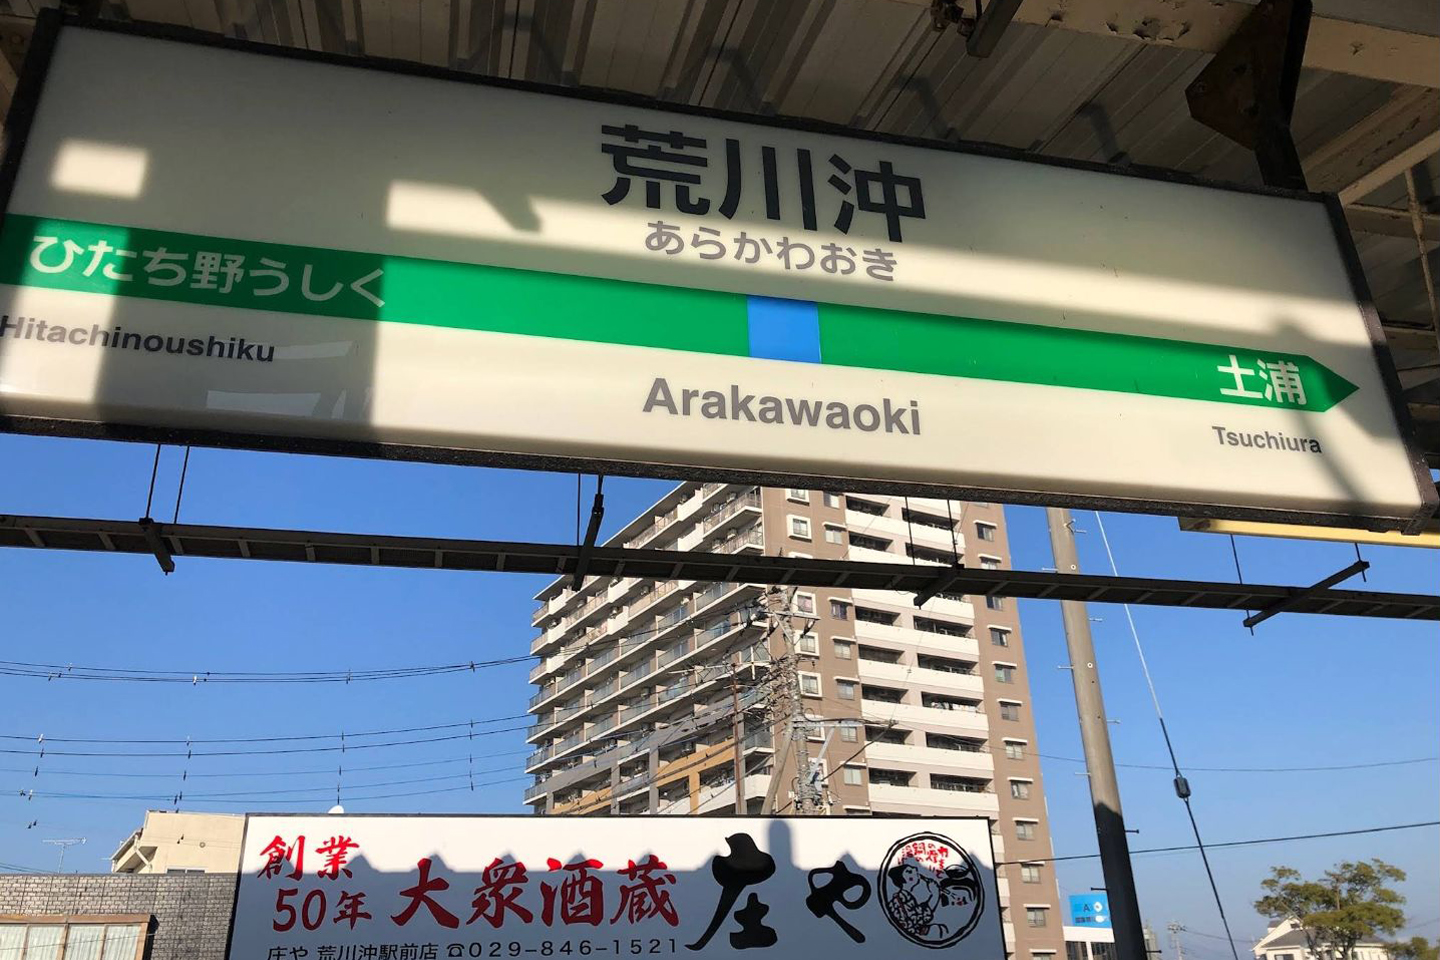 荒川沖
あらかわおき
ひたち野うしく
土浦
Hitachinoushiku
Arakawaoki
Tsuchiura
創業
50年
大衆酒蔵
庄や
庄や 荒川沖駅前店 ☎029-846-1521